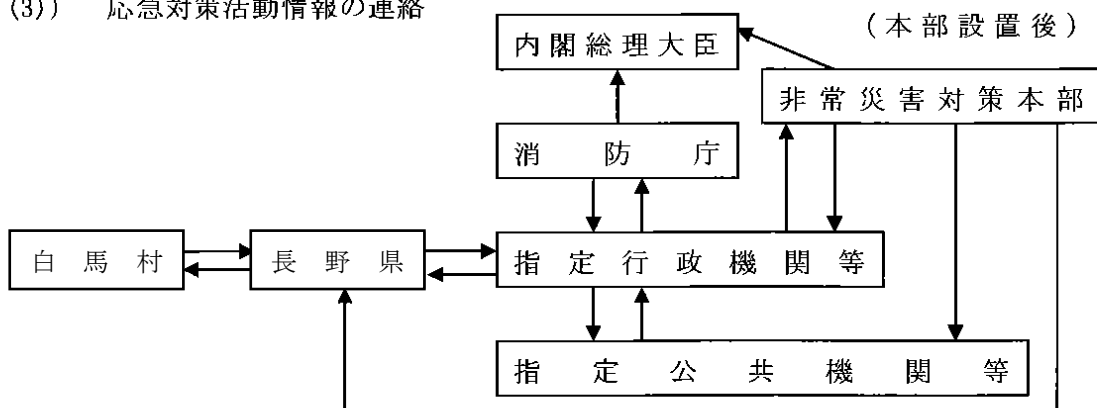 (3)) 応急対策活動情報の連絡
(本部設置後)
内閣総理大臣
非常災害対策本部
消防庁
白馬村
長野県
指定行政機関等
指定公共機関等